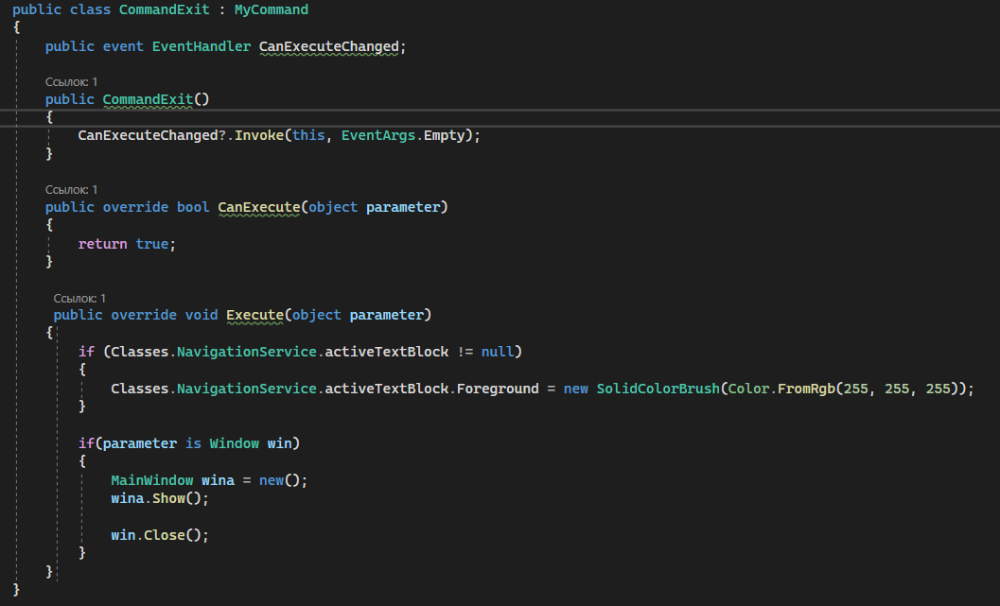 public class CommandExit : MyCommand
{
    public event EventHandler CanExecuteChanged;
    Ссылок: 1
    public CommandExit()
    {
        CanExecuteChanged?.Invoke(this, EventArgs.Empty);
    }
    Ссылок: 1
    public override bool CanExecute(object parameter)
    {
        return true;
    }
     Ссылок: 1
     public override void Execute(object parameter)
    {
        if (Classes.NavigationService.activeTextBlock != null)
        {
            Classes.NavigationService.activeTextBlock.Foreground = new SolidColorBrush(Color.FromRgb(255, 255, 255));
        }
        if(parameter is Window win)
        {
            MainWindow wina = new();
            wina.Show();
            win.Close();
        }
    }
}